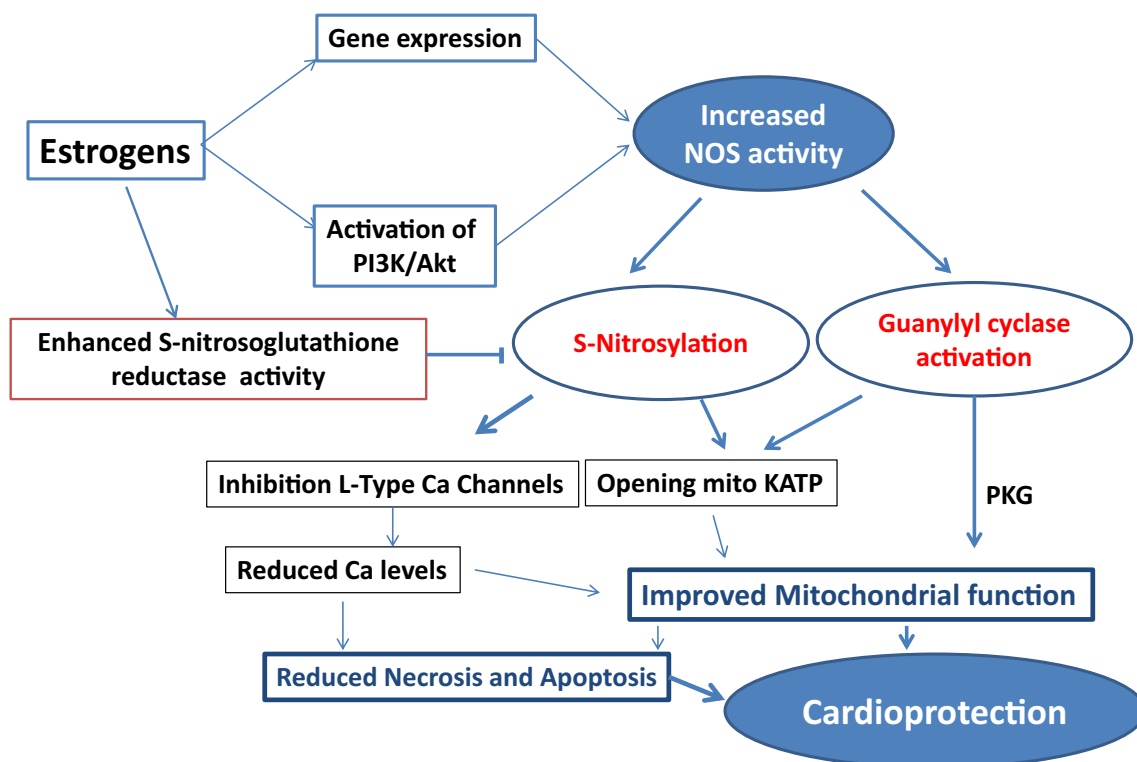 Gene expression
Increased
NOS activity
Estrogens
Activation of
PI3K/Akt
Enhanced S-nitrosoglutathione
reductase activity
S-Nitrosylation
Guanylyl cyclase
activation
Inhibition L-Type Ca Channels
Opening mito KATP
PKG
Reduced Ca levels
Improved Mitochondrial function
Reduced Necrosis and Apoptosis
Cardioprotection